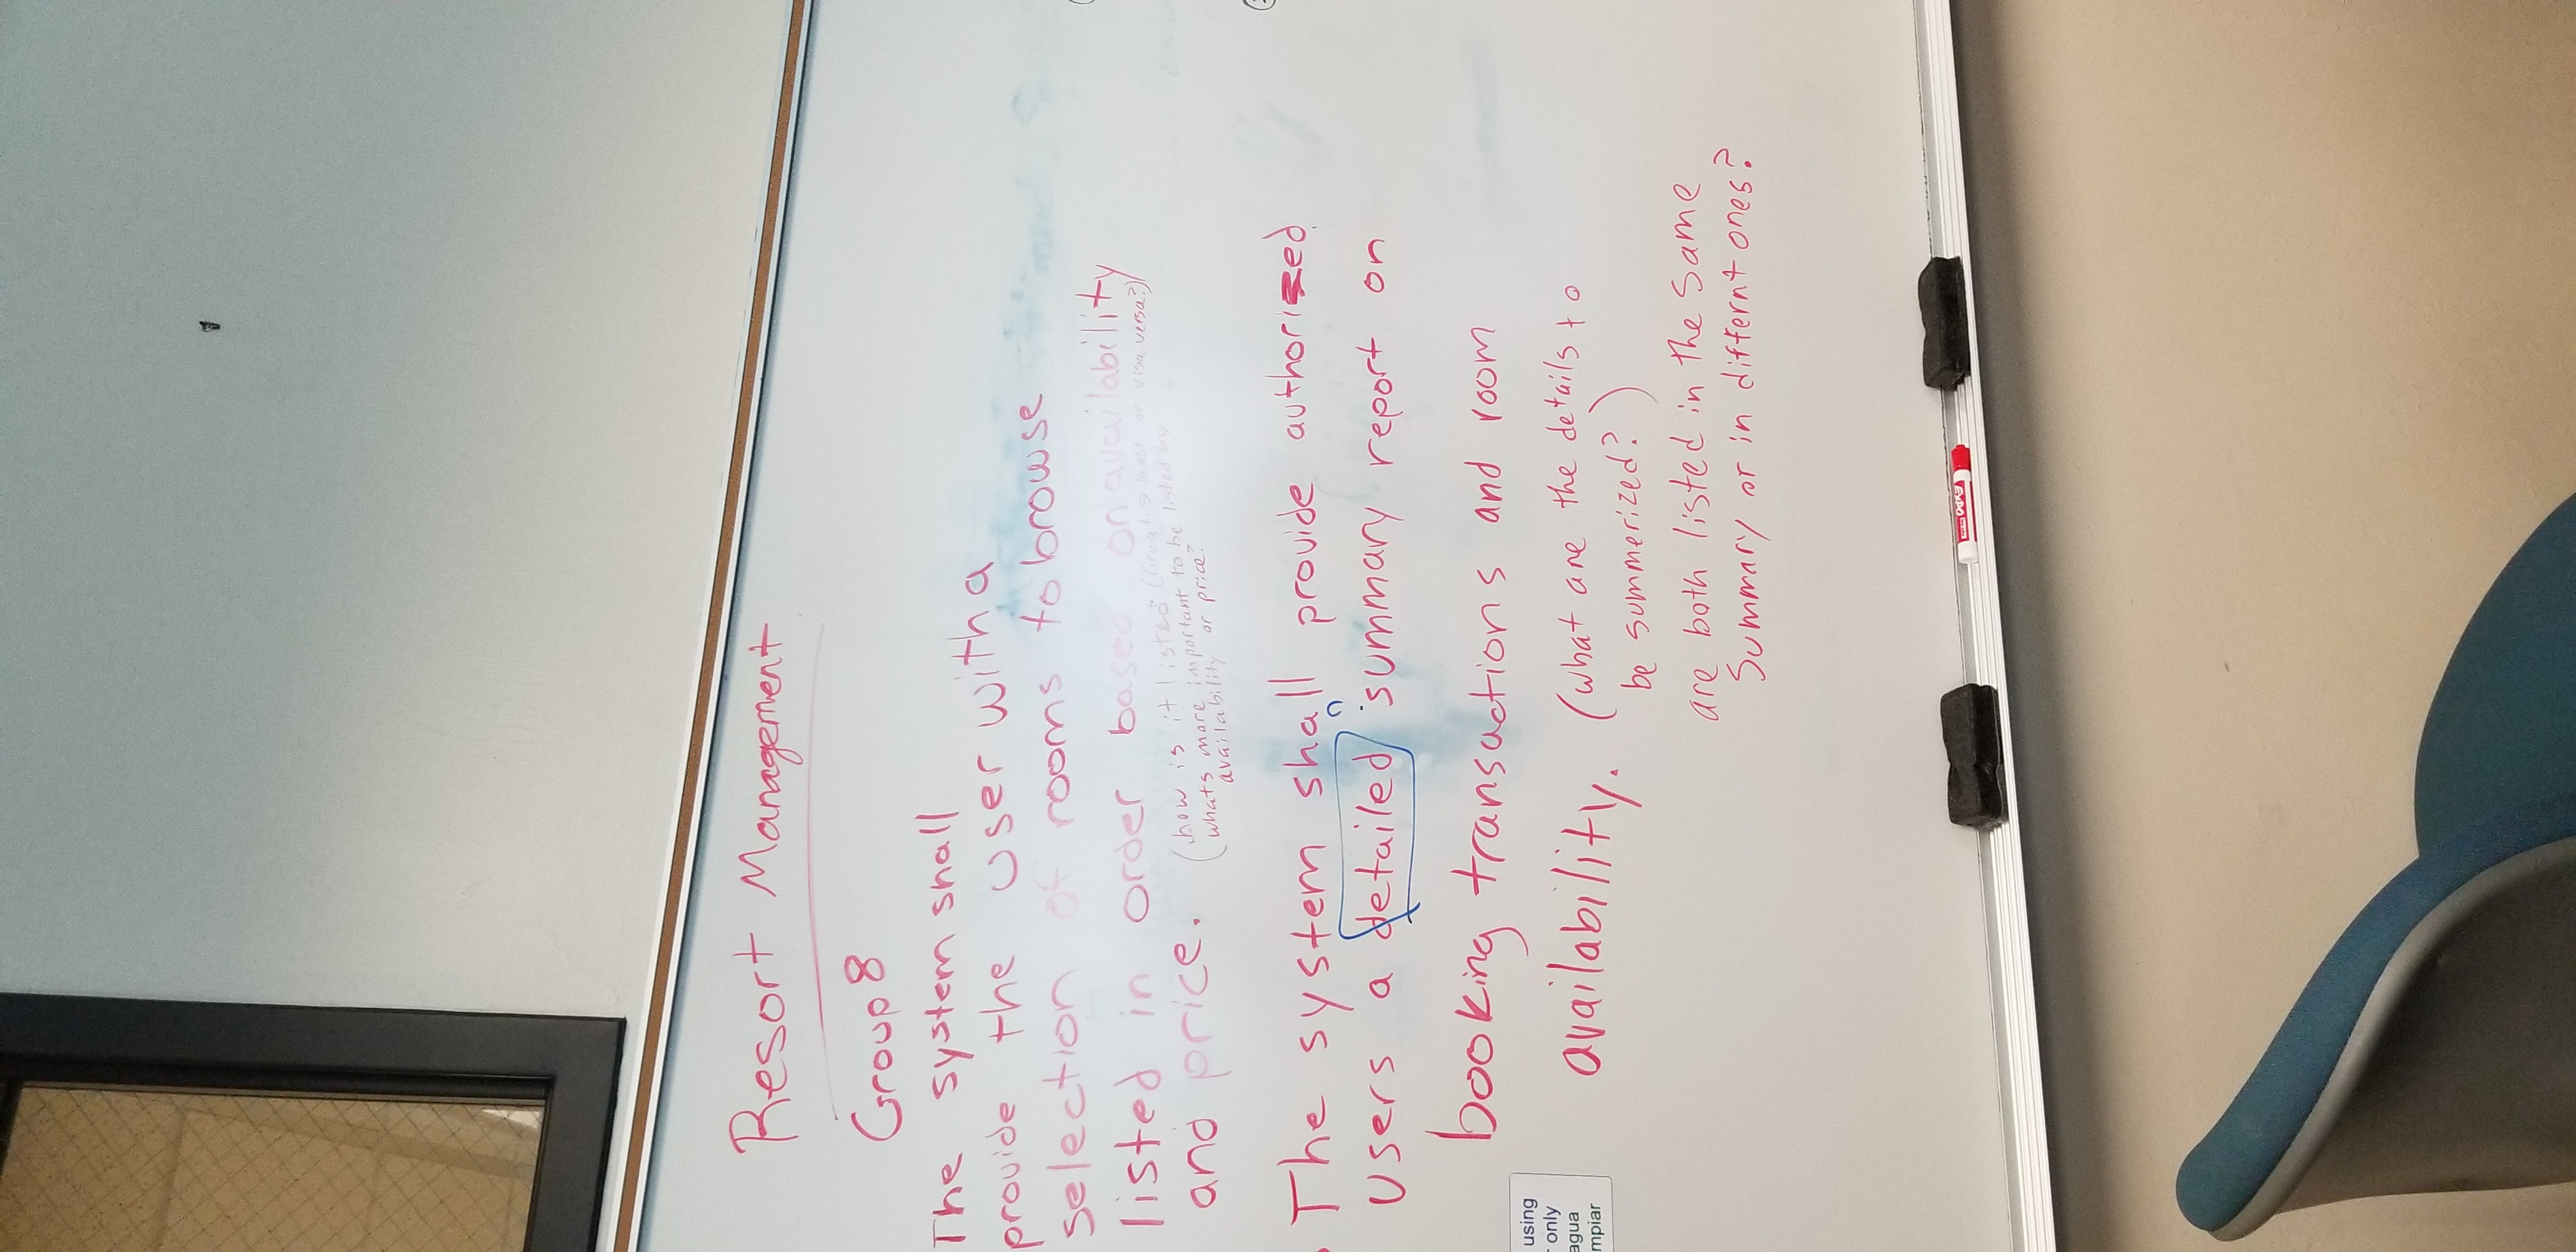 Resort Management
Group 8
The system shall
provide the user with a
selection of rooms to browse
listed in order based on availability
and price.
(how is it listed (Great → least or visa versa?)
whats more important to be listed by
availability or price?
The system shall provide authorized
users a detailed ? summary report on
booking transactions and room
availability.
(what are the details to
be summerized?)
are both listed in the same
Summary or in differnt ones?
using
only
agua
mpiar
EXPO